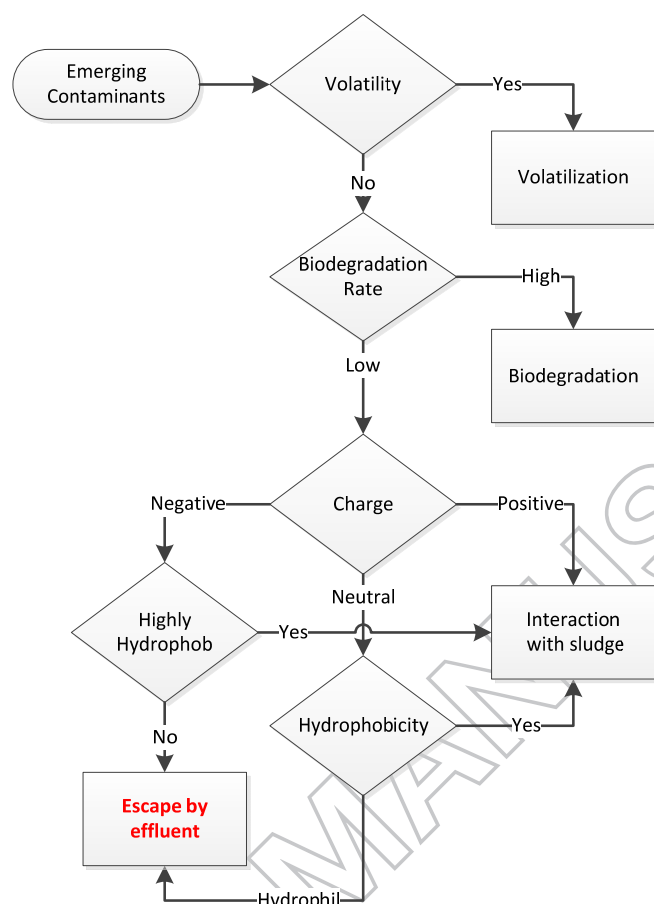 Emerging
Contaminants
Volatility
Yes
Volatilization
No
Biodegradation
Rate
High
Biodegradation
Low
Charge
Negative
Positive
Neutral
Highly
Hydrophob
Yes
Interaction
with sludge
Hydrophobicity
Yes
No
Escape by
effluent
Hydrophil